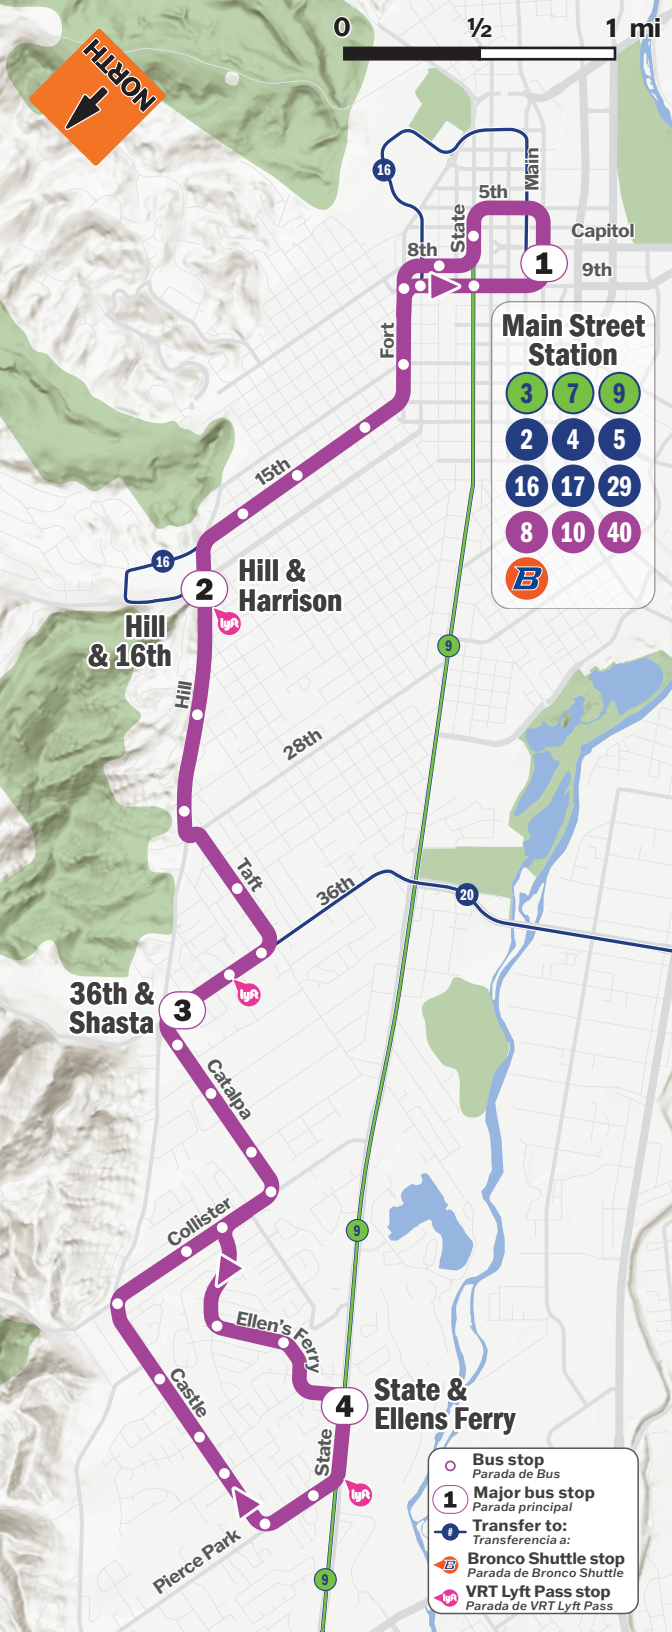 0 ½ 1 mi
NORTH
16
Main
5th
State
Capitol
8th
1
9th
Fort
Main Street
Station
3 7 9
2 4 5
16 17 29
8 10 40
B
15th
16
2
Hill &
Harrison
lyft
Hill
& 16th
9
Hill
28th
Taft
36th
20
36th &
Shasta
3
lyft
Catalpa
Collister
9
Ellen's Ferry
Castle
4
State &
Ellens Ferry
State
lyft
Pierce Park
9
Bus stop
Parada de Bus
1 Major bus stop
Parada principal
# Transfer to:
Transferencia a:
B Bronco Shuttle stop
Parada de Bronco Shuttle
lyft VRT Lyft Pass stop
Parada de VRT Lyft Pass